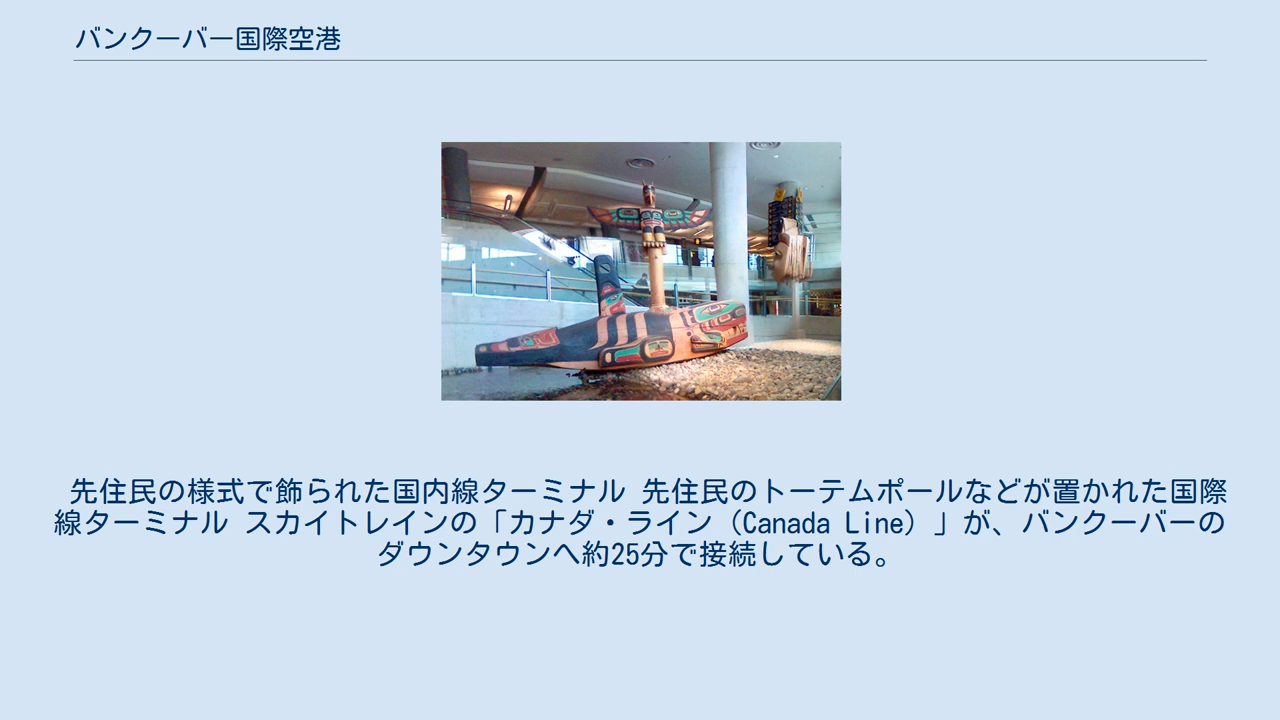 バンクーバー国際空港
先住民の様式で飾られた国内線ターミナル 先住民のトーテムポールなどが置かれた国際
線ターミナル スカイトレインの「カナダ・ライン（Canada Line）」が、バンクーバーの
ダウンタウンへ約25分で接続している。